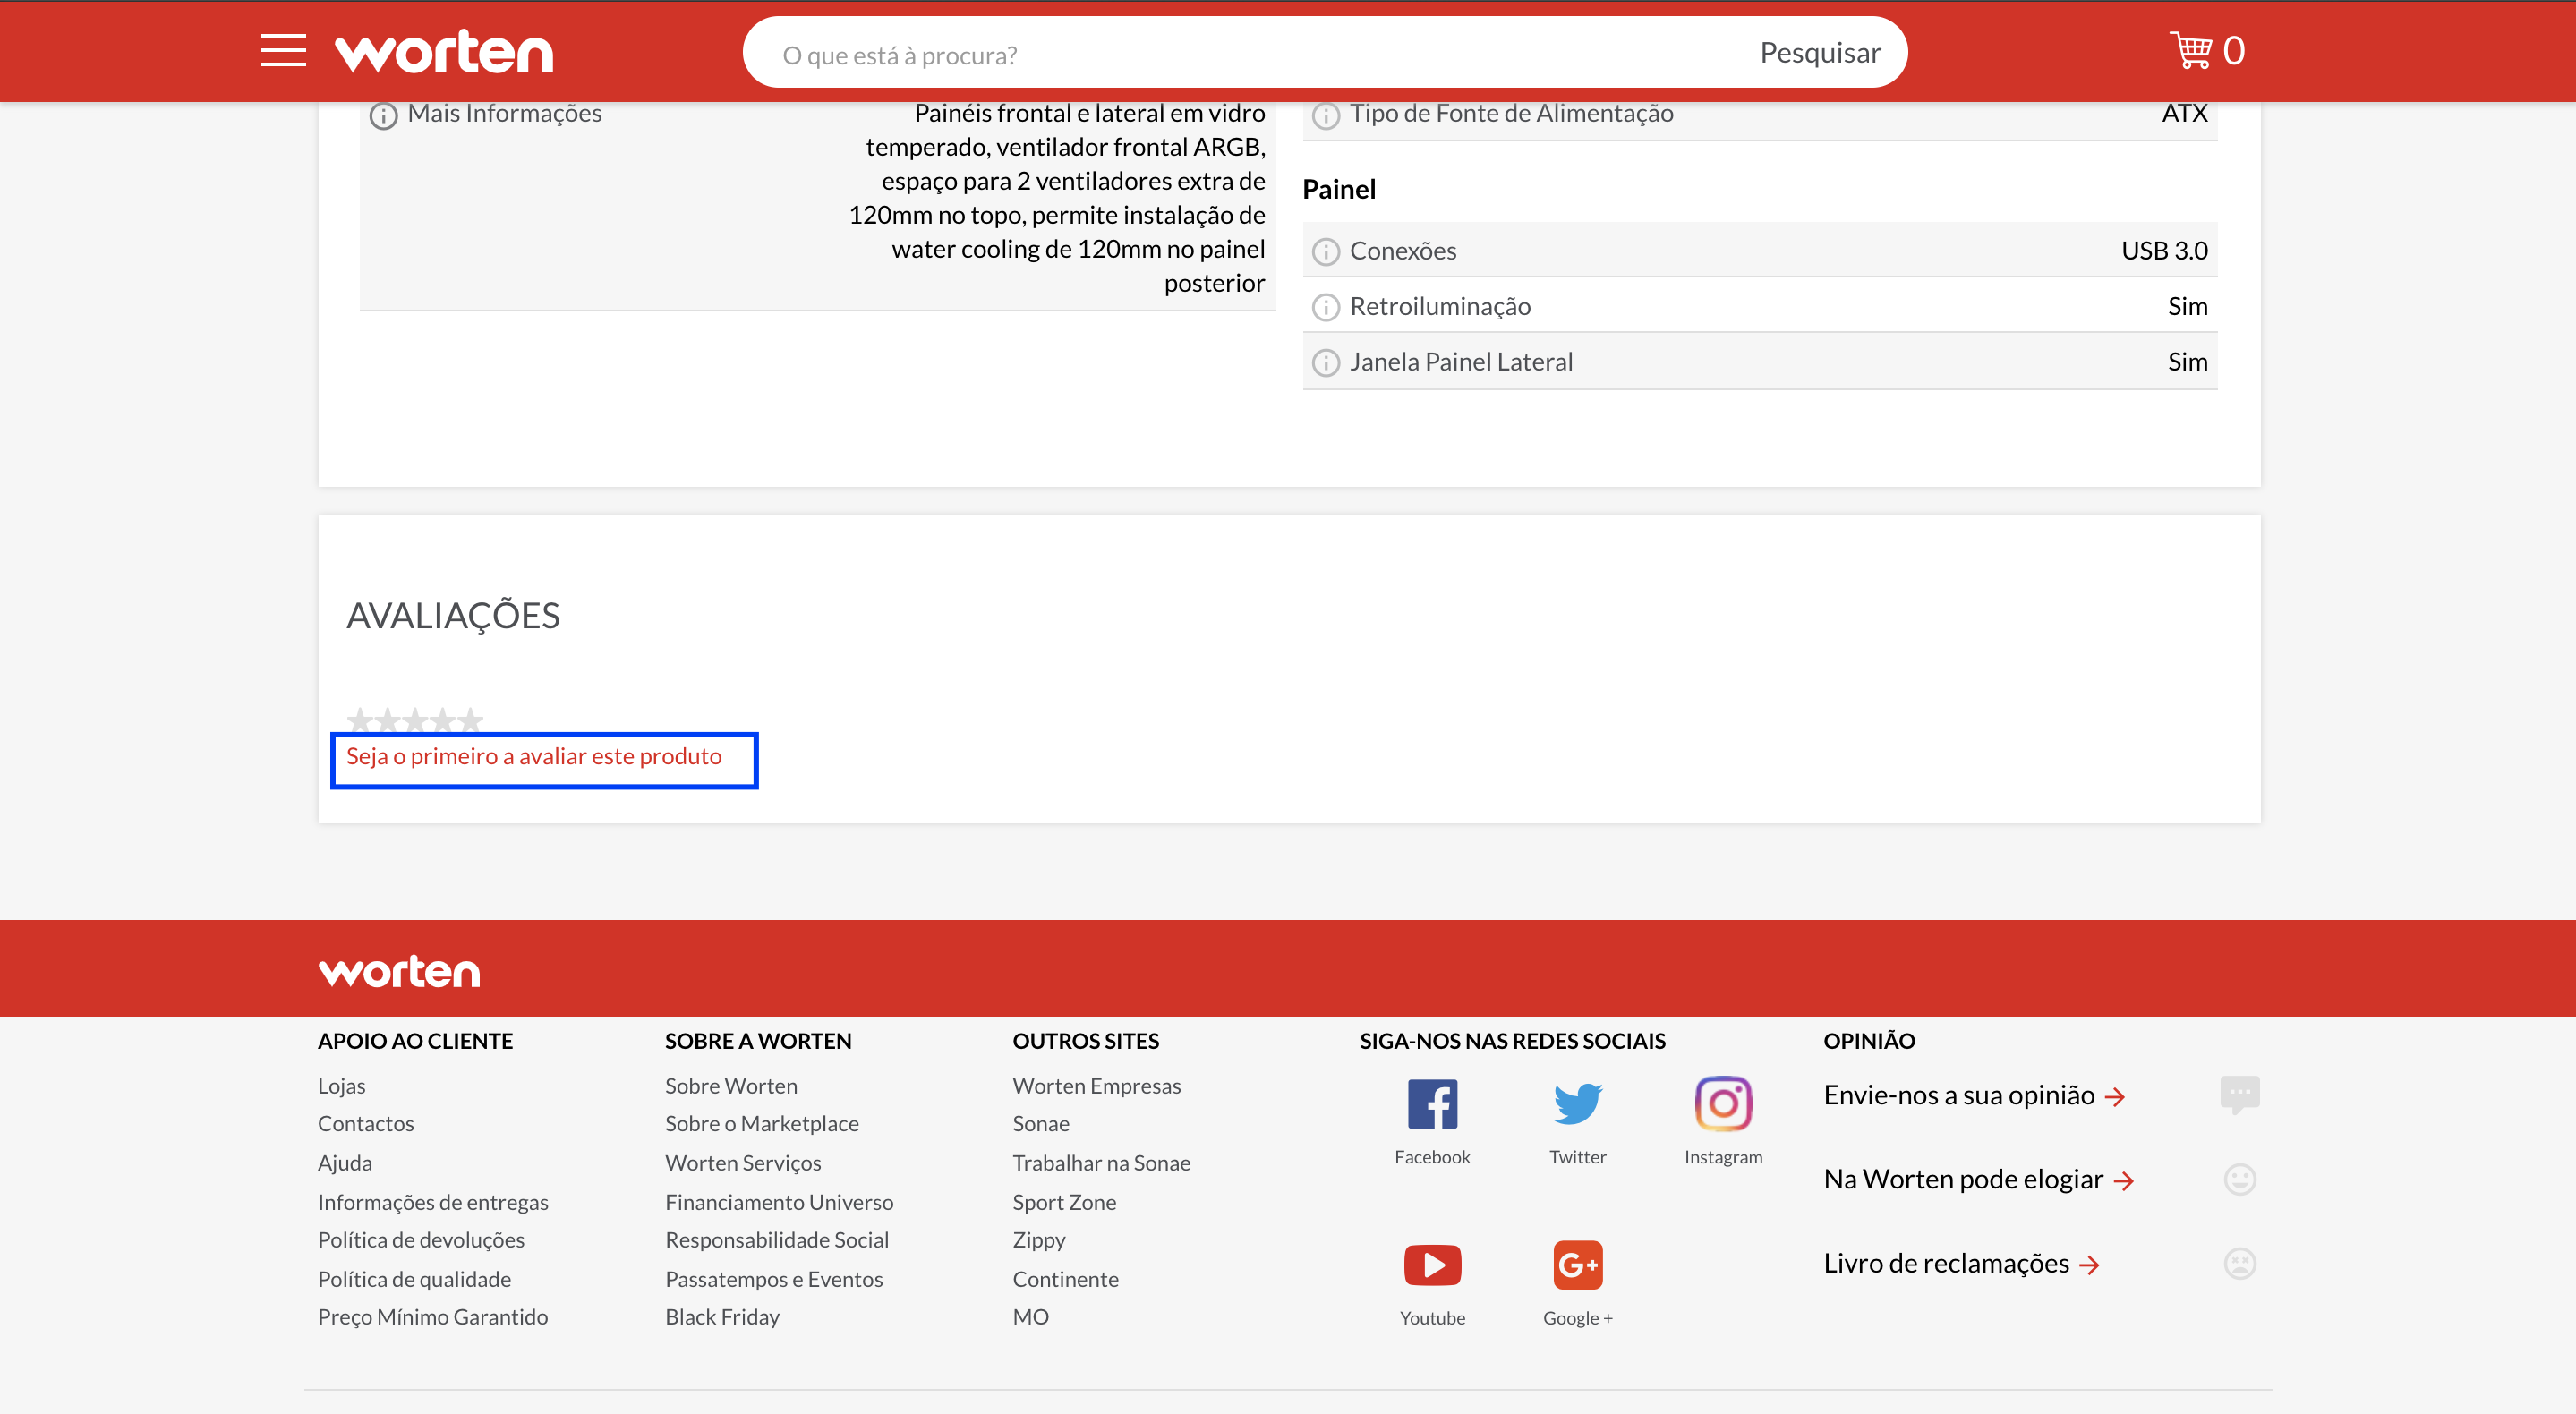 worten
O que está à procura?
Pesquisar
0
Mais Informações
Painéis frontal e lateral em vidro
temperado, ventilador frontal ARGB,
espaço para 2 ventiladores extra de
120mm no topo, permite instalação de
water cooling de 120mm no painel
posterior
Tipo de Fonte de Alimentação
ATX
Painel
Conexões
USB 3.0
Retroiluminação
Sim
Janela Painel Lateral
Sim
AVALIAÇÕES
Seja o primeiro a avaliar este produto
worten
APOIO AO CLIENTE
Lojas
Contactos
Ajuda
Informações de entregas
Política de devoluções
Política de qualidade
Preço Mínimo Garantido
SOBRE A WORTEN
Sobre Worten
Sobre o Marketplace
Worten Serviços
Financiamento Universo
Responsabilidade Social
Passatempos e Eventos
Black Friday
OUTROS SITES
Worten Empresas
Sonae
Trabalhar na Sonae
Sport Zone
Zippy
Continente
MO
SIGA-NOS NAS REDES SOCIAIS
Facebook
Twitter
Instagram
G+
Youtube
Google +
OPINIÃO
Envie-nos a sua opinião
Na Worten pode elogiar
Livro de reclamações